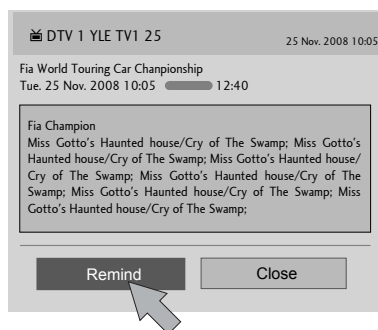 DTV 1 YLE TV1 25
25 Nov. 2008 10:05
Fia World Touring Car Chanpionship
Tue. 25 Nov. 2008 10:05 12:40
Fia Champion
Miss Gotto's Haunted house/Cry of The Swamp; Miss Gotto's
Haunted house/Cry of The Swamp; Miss Gotto's Haunted house/
Cry of The Swamp; Miss Gotto's Haunted house/Cry of The
Swamp; Miss Gotto's Haunted house/Cry of The Swamp; Miss
Gotto's Haunted house/Cry of The Swamp;
Remind
Close